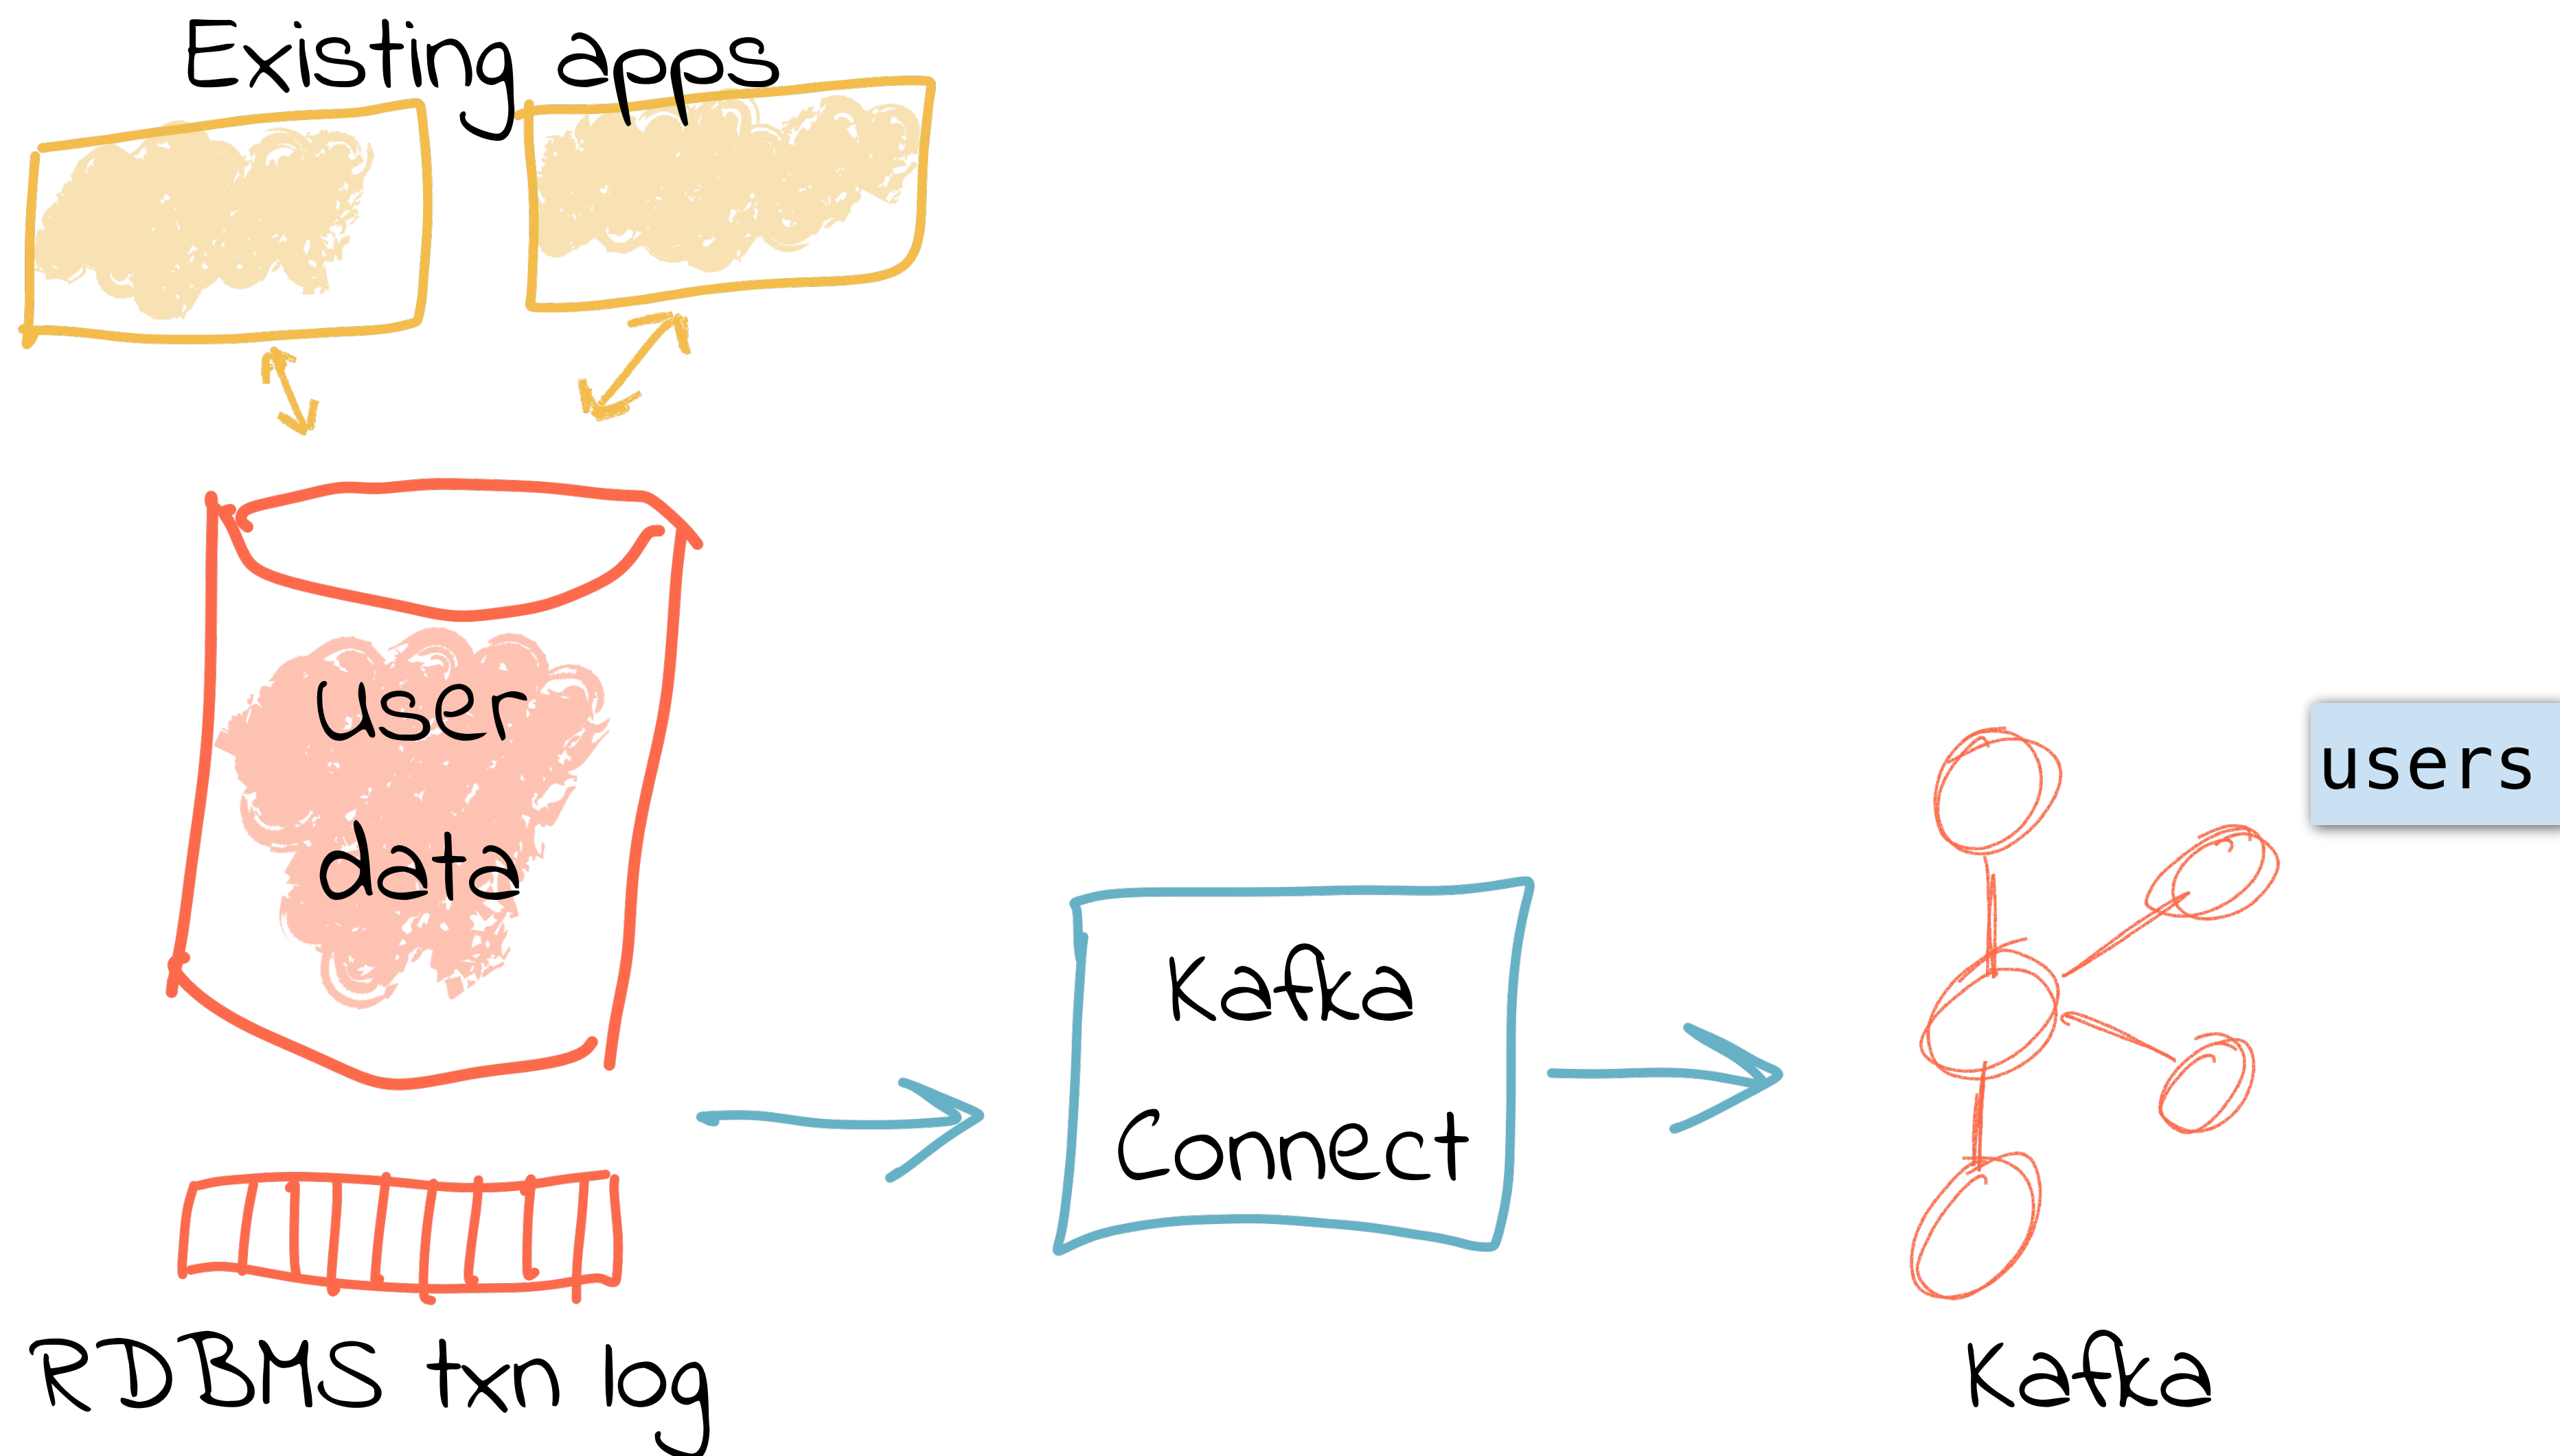 Existing apps
user
data
Kafka
Connect
users
RDBMS txn log
Kafka